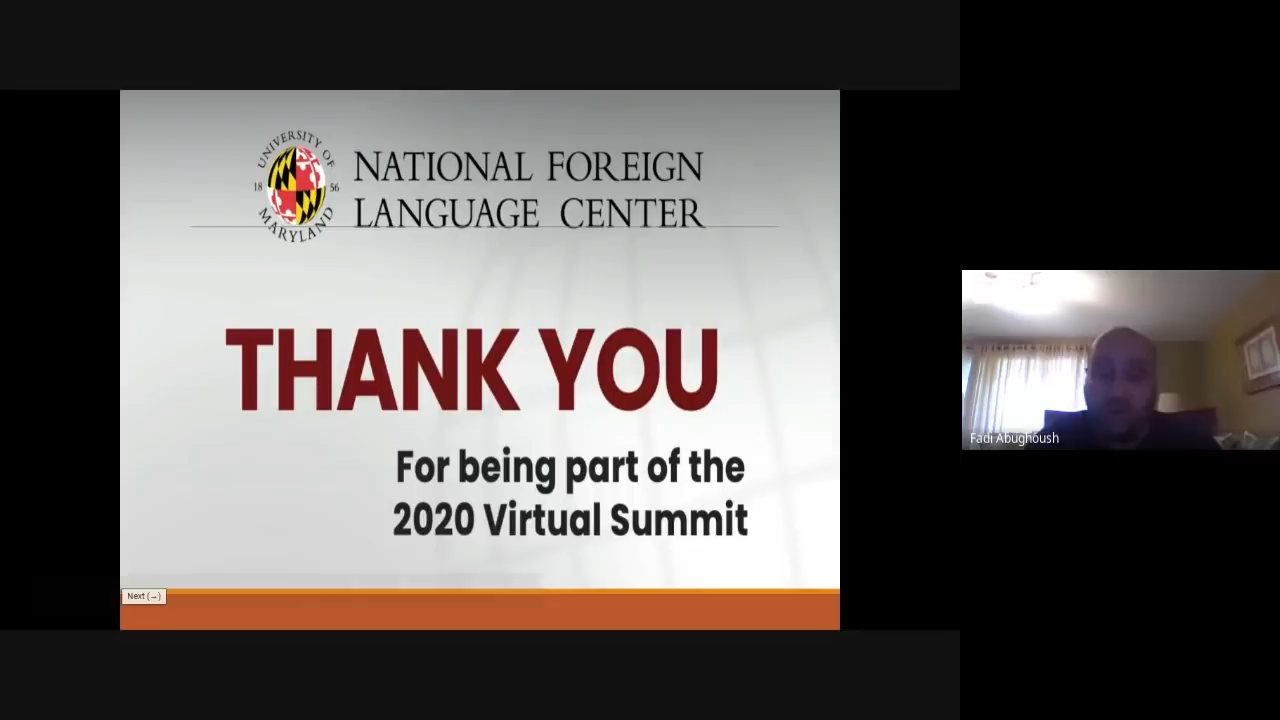 UNIVERSITY OF
18 56
MARYLAND
NATIONAL FOREIGN
LANGUAGE CENTER
THANK YOU
For being part of the
2020 Virtual Summit
Next (→)
Fadi Abughoush